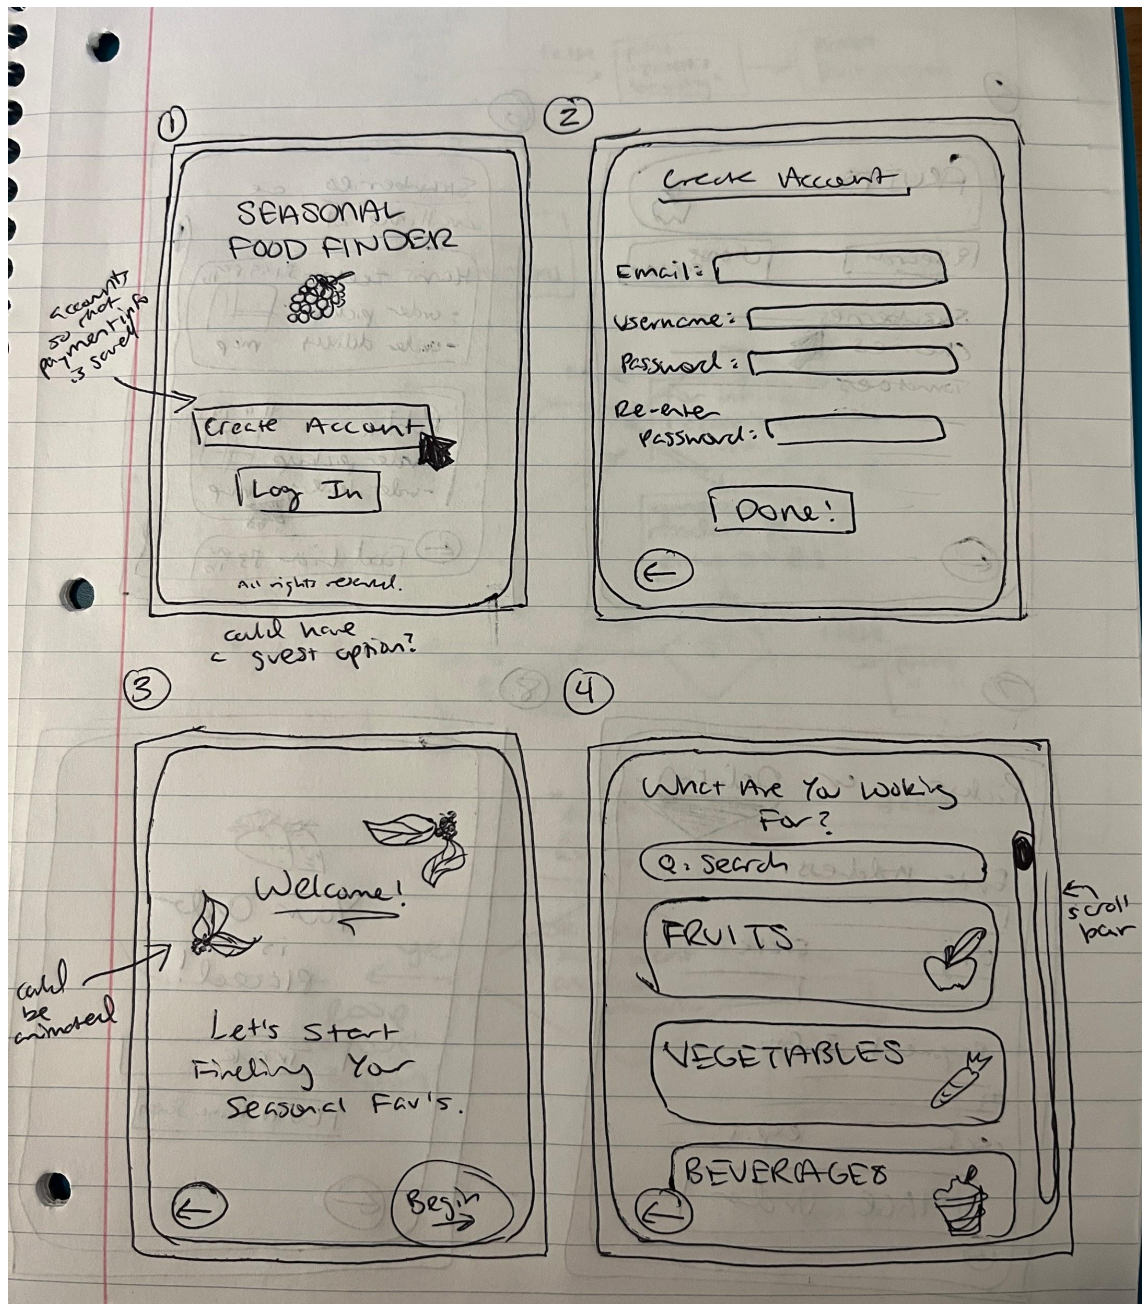 1
SEASONAL
FOOD FINDER
accounts
so that
payment info
is saved
Create Account
Log In
All rights reserved.
could have
a guest option?
2
Create Account
Email:
Username:
Password:
Re-enter
Password:
Done!
←
3
Welcome!
could
be
animated
Let's Start
Finding Your
Seasonal Fav's.
←
Begin
→
4
What Are You Looking
For?
Search
scroll
bar
FRUITS
VEGETABLES
BEVERAGES
←